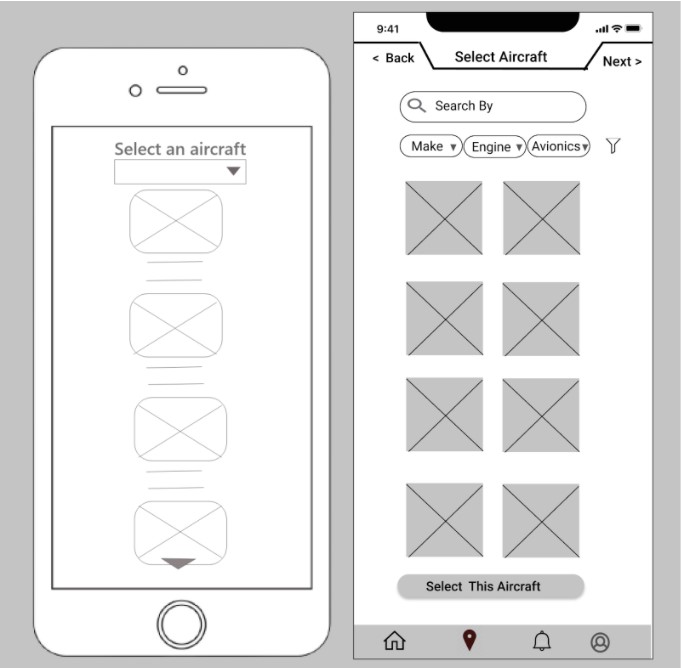 Select an aircraft
9:41
< Back
Select Aircraft
Next >
Search By
Make
Engine
Avionics
Select This Aircraft